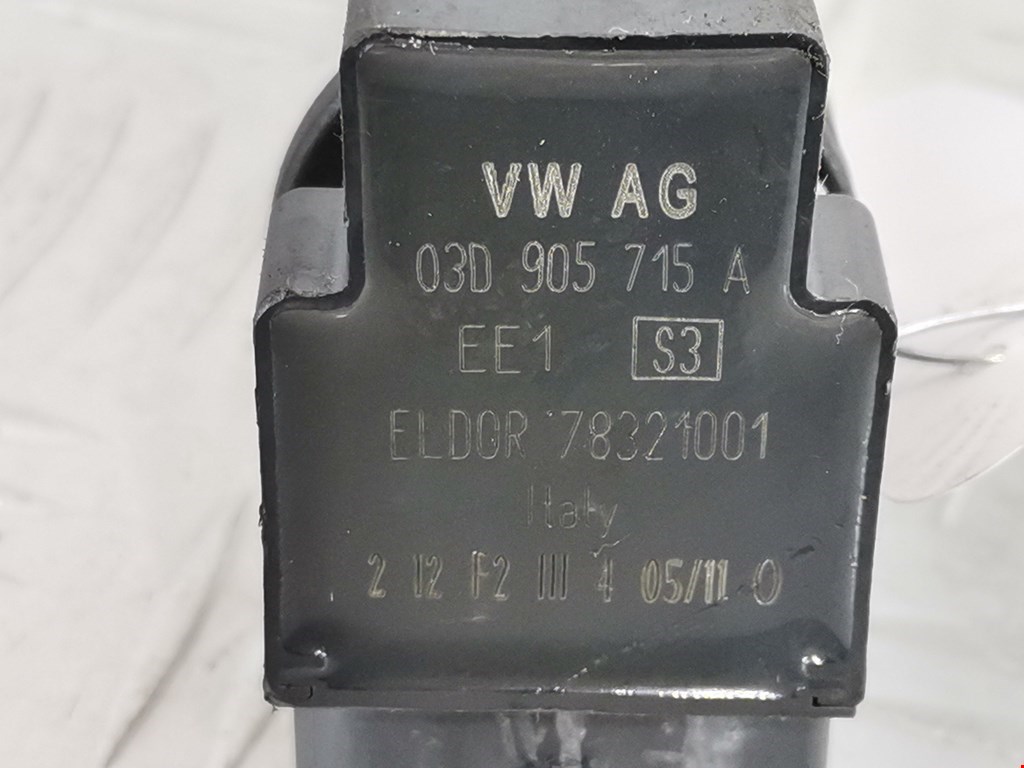 VW AG
03D 905 715 A
EE1 S3
ELDOR 78321001
Italy
2 12 F2 III 4 05/11 O